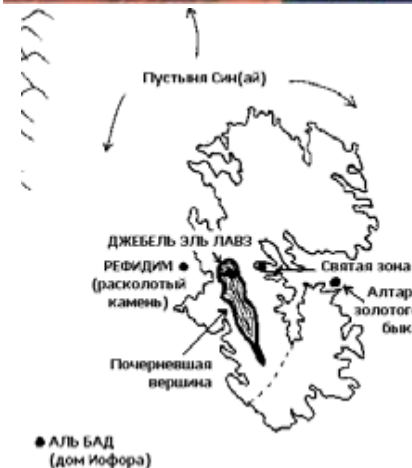 Пустыня Син(ай)
ДЖЕБЕЛЬ ЭЛЬ ЛАВЗ
РЕФИДИМ
(расколотый
камень)
Святая зона
Алтар
золотог
бык
Почерневшая
вершина
АЛЬ БАД
(дом Иофора)